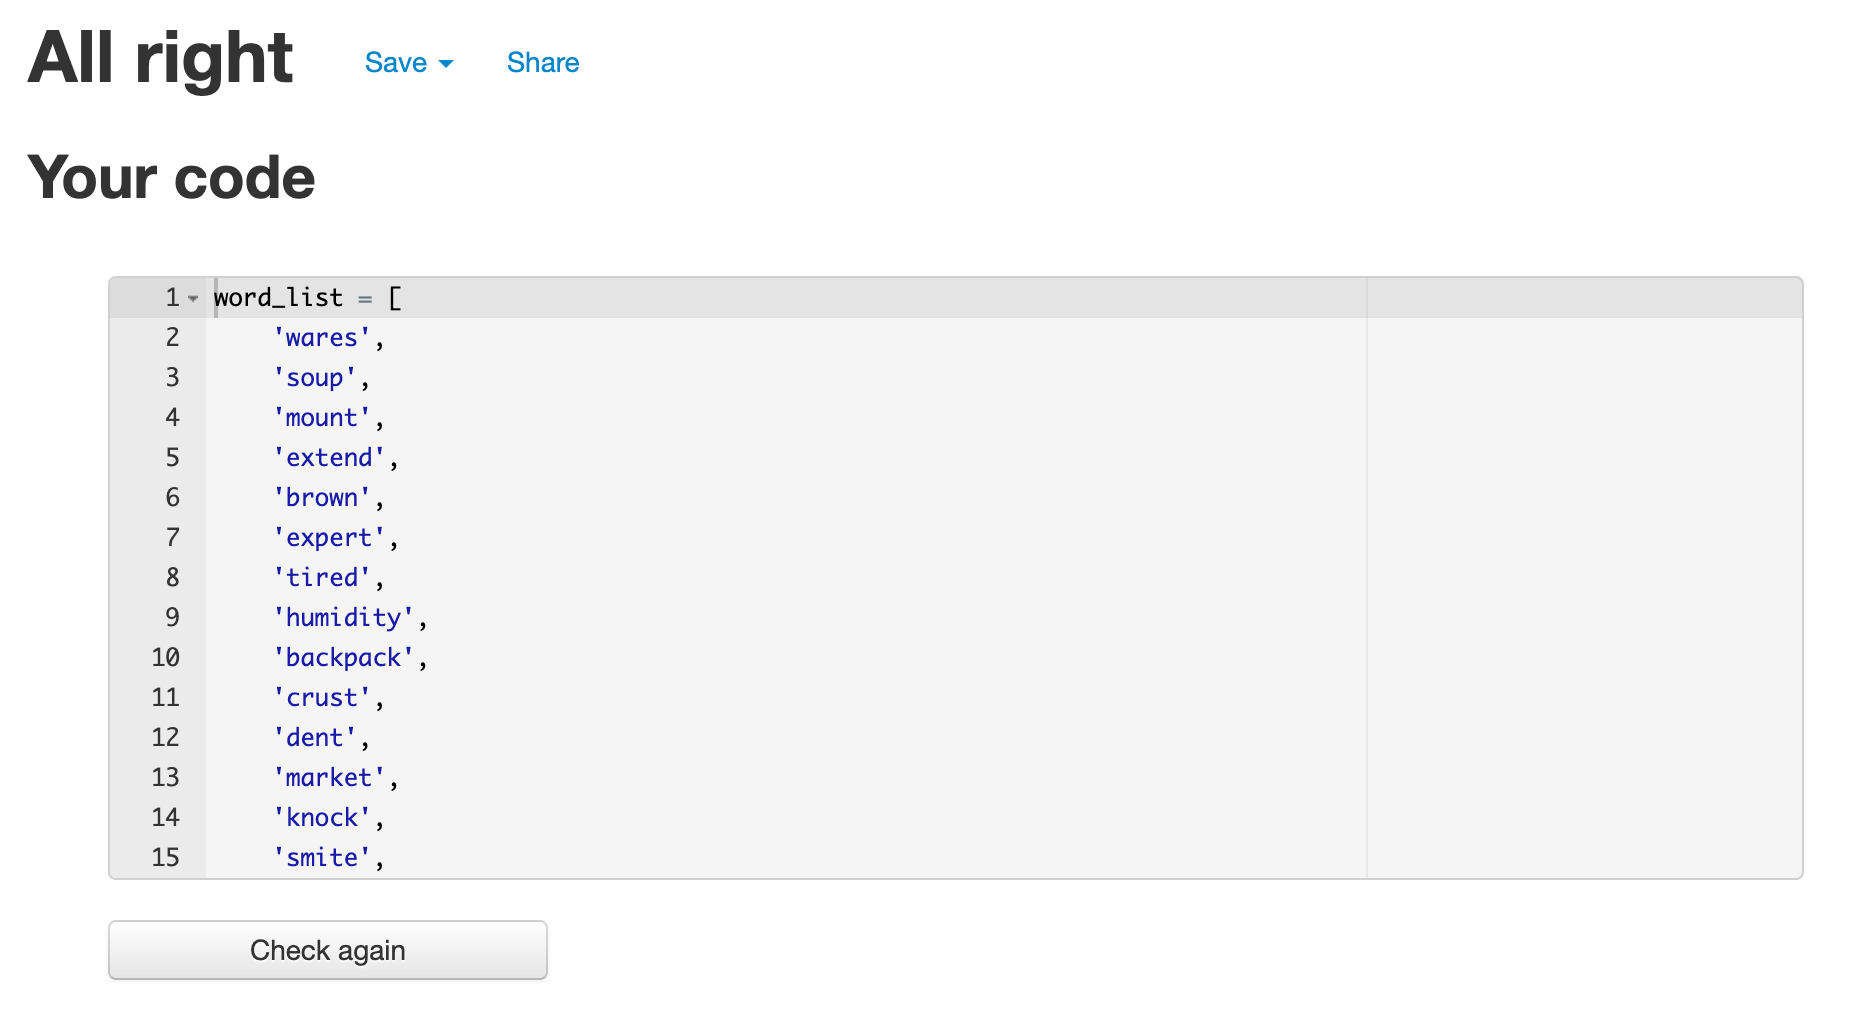 All right Save Share
Your code
1 word_list = [
2     'wares',
3     'soup',
4     'mount',
5     'extend',
6     'brown',
7     'expert',
8     'tired',
9     'humidity',
10     'backpack',
11     'crust',
12     'dent',
13     'market',
14     'knock',
15     'smite',
Check again